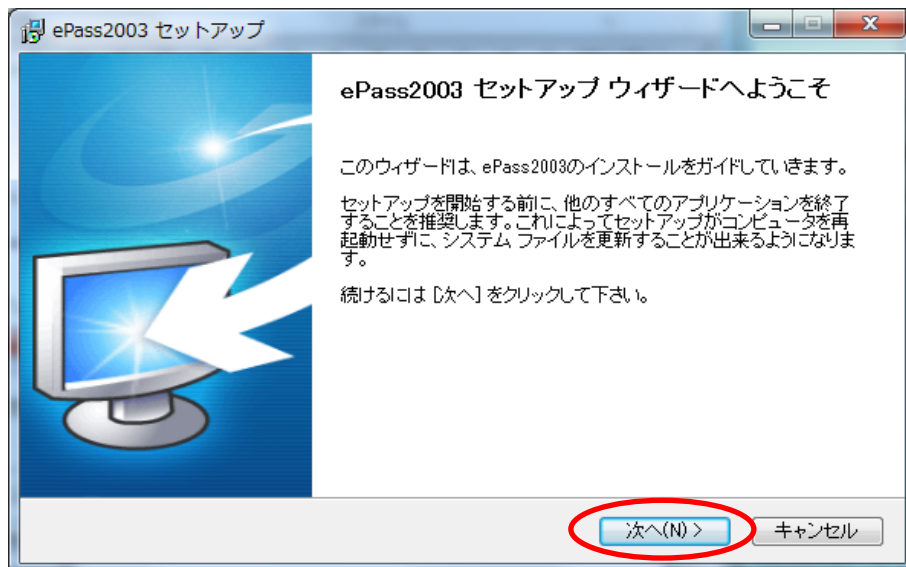 ePass2003 セットアップ
ePass2003 セットアップ ウィザードへようこそ
このウィザードは、ePass2003のインストールをガイドしていきます。
セットアップを開始する前に、他のすべてのアプリケーションを終了
することを推奨します。これによってセットアップがコンピュータを再
起動せずに、システム ファイルを更新することが出来るようになりま
す。
続けるには [次へ] をクリックして下さい。
次へ(N) >
キャンセル